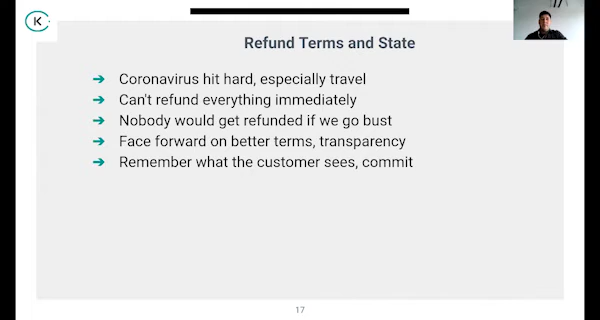 K
Refund Terms and State
➔ Coronavirus hit hard, especially travel
➔ Can't refund everything immediately
➔ Nobody would get refunded if we go bust
➔ Face forward on better terms, transparency
➔ Remember what the customer sees, commit
17